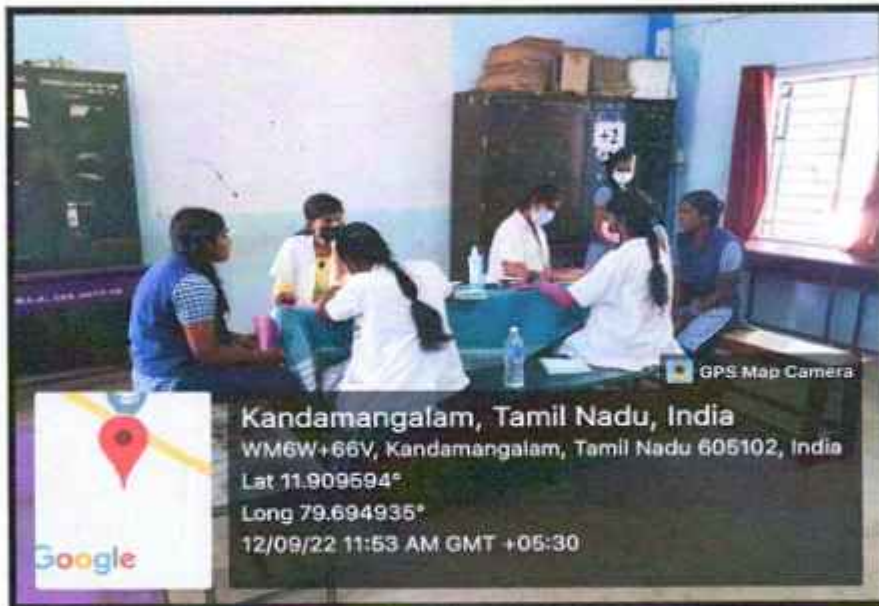 +2
GPS Map Camera
Kandamangalam, Tamil Nadu, India
WM6W+66V, Kandamangalam, Tamil Nadu 605102, India
Lat 11.909594°
Long 79.694935°
12/09/22 11:53 AM GMT +05:30
Google